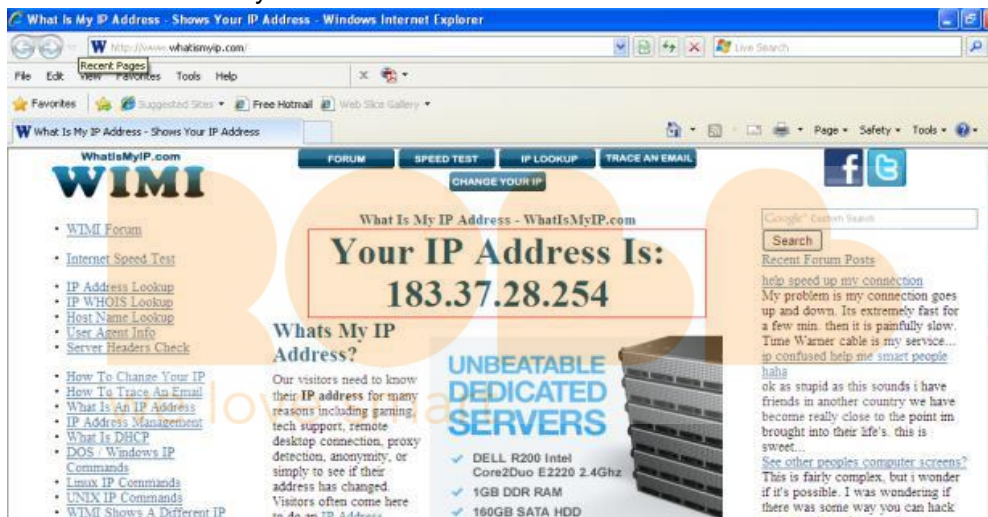 What Is My IP Address - Shows Your IP Address - Windows Internet Explorer
http://www.whatismyip.com/
Live Search
Recent Pages
File Edit View Favorites Tools Help
Favorites Suggested Sites Free Hotmail Web Slice Gallery
What Is My IP Address - Shows Your IP Address
Page Safety Tools
WhatIsMyIP.com
WIMI
FORUM SPEED TEST IP LOOKUP TRACE AN EMAIL
CHANGE YOUR IP
What Is My IP Address - WhatIsMyIP.com
Your IP Address Is:
183.37.28.254
WIMI Forum
Internet Speed Test
IP Address Lookup
IP WHOIS Lookup
Host Name Lookup
User Agent Info
Server Headers Check
How To Change Your IP
How To Trace An Email
What Is An IP Address
IP Address Management
What Is DHCP
DOS / Windows IP
Commands
Linux IP Commands
UNIX IP Commands
WIMI Shows A Different IP
Whats My IP
Address?
Our visitors need to know
their IP address for many
reasons including gaming,
tech support, remote
desktop connection, proxy
detection, anonymity, or
simply to see if their
address has changed.
Visitors often come here
to do an IP Address
UNBEATABLE
DEDICATED
SERVERS
DELL R200 Intel
Core2Duo E2220 2.4Ghz
1GB DDR RAM
160GB SATA HDD
Google Custom Search
Search
Recent Forum Posts
help speed up my connection
My problem is my connection goes
up and down. Its extremely fast for
a few min. then it is painfully slow.
Time Warner cable is my service...
ip confused help me smart people
haha
ok as stupid as this sounds i have
friends in another country we have
become really close to the point im
brought into their life's. this is
sweet...
See other peoples computer screens?
This is fairly complex, but i wonder
if it's possible. I was wondering if
there was some way you can hack